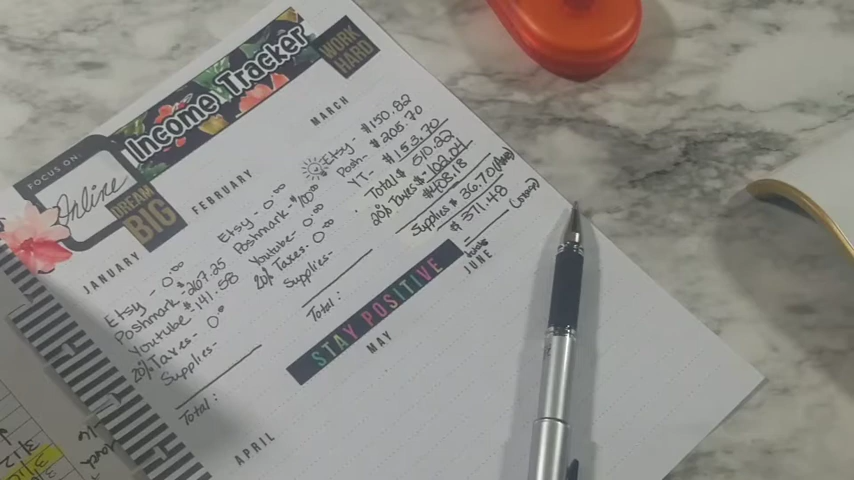 FOCUS ON:
Online
Income Tracker
DREAM BIG
WORK HARD
JANUARY
Etsy - 0.00
Poshmark - $267.25
Youtube - $141.58
20% Taxes - 0.00
Supplies -
Total:
FEBRUARY
Etsy - 0.00
Poshmark - $100.00
Youtube - 0.00
20% Taxes - 0.00
Supplies -
Total:
MARCH
Etsy - $150.82
Posh - $205.70
YT - $153.70
Total $510.22
20% Taxes - $102.04
$408.18
Supplies $36.70
$371.48
STAY POSITIVE
APRIL
MAY
JUNE